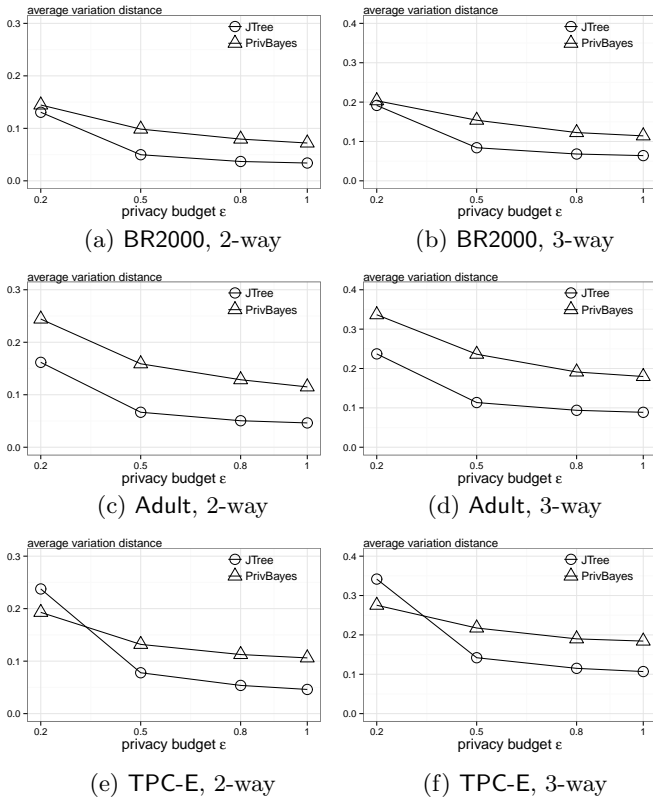 average variation distance
0.3
0.2
0.1
0.0
JTree
PrivBayes
0.2 0.5 0.8 1
privacy budget ε
(a) BR2000, 2-way
average variation distance
0.4
0.3
0.2
0.1
0.0
JTree
PrivBayes
0.2 0.5 0.8 1
privacy budget ε
(b) BR2000, 3-way
average variation distance
0.3
0.2
0.1
0.0
JTree
PrivBayes
0.2 0.5 0.8 1
privacy budget ε
(c) Adult, 2-way
average variation distance
0.4
0.3
0.2
0.1
0.0
JTree
PrivBayes
0.2 0.5 0.8 1
privacy budget ε
(d) Adult, 3-way
average variation distance
0.3
0.2
0.1
0.0
JTree
PrivBayes
0.2 0.5 0.8 1
privacy budget ε
(e) TPC-E, 2-way
average variation distance
0.4
0.3
0.2
0.1
0.0
JTree
PrivBayes
0.2 0.5 0.8 1
privacy budget ε
(f) TPC-E, 3-way